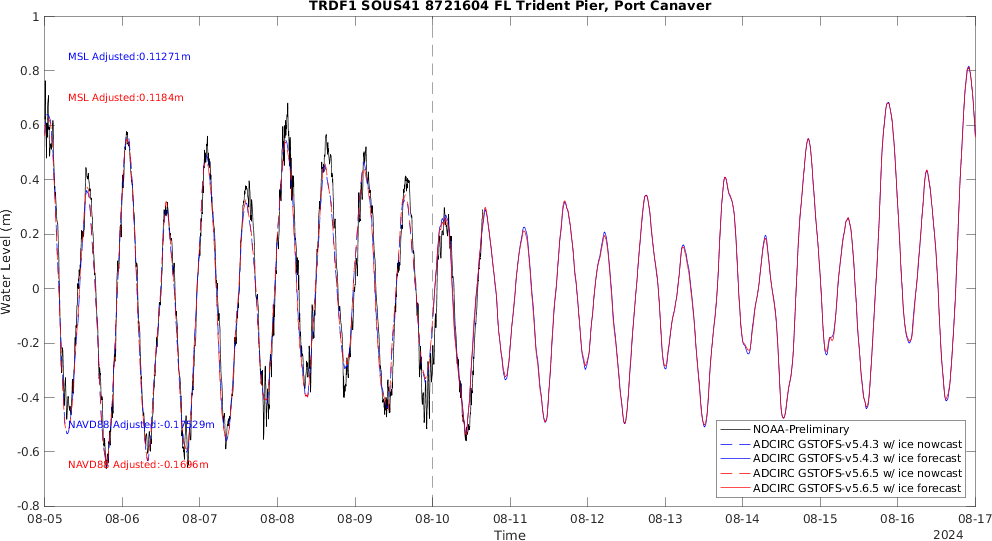 TRDF1 SOUS41 8721604 FL Trident Pier, Port Canaver
1
0.8
0.6
0.4
0.2
0
-0.2
-0.4
-0.6
-0.8
Water Level (m)
MSL Adjusted:0.11271m
MSL Adjusted:0.1184m
NAVD88 Adjusted:-0.17529m
NAVD88 Adjusted:-0.1696m
NOAA-Preliminary
ADCIRC GSTOFS-v5.4.3 w/ ice nowcast
ADCIRC GSTOFS-v5.4.3 w/ ice forecast
ADCIRC GSTOFS-v5.6.5 w/ ice nowcast
ADCIRC GSTOFS-v5.6.5 w/ ice forecast
08-05 08-06 08-07 08-08 08-09 08-10 08-11 08-12 08-13 08-14 08-15 08-16 08-17
Time
2024